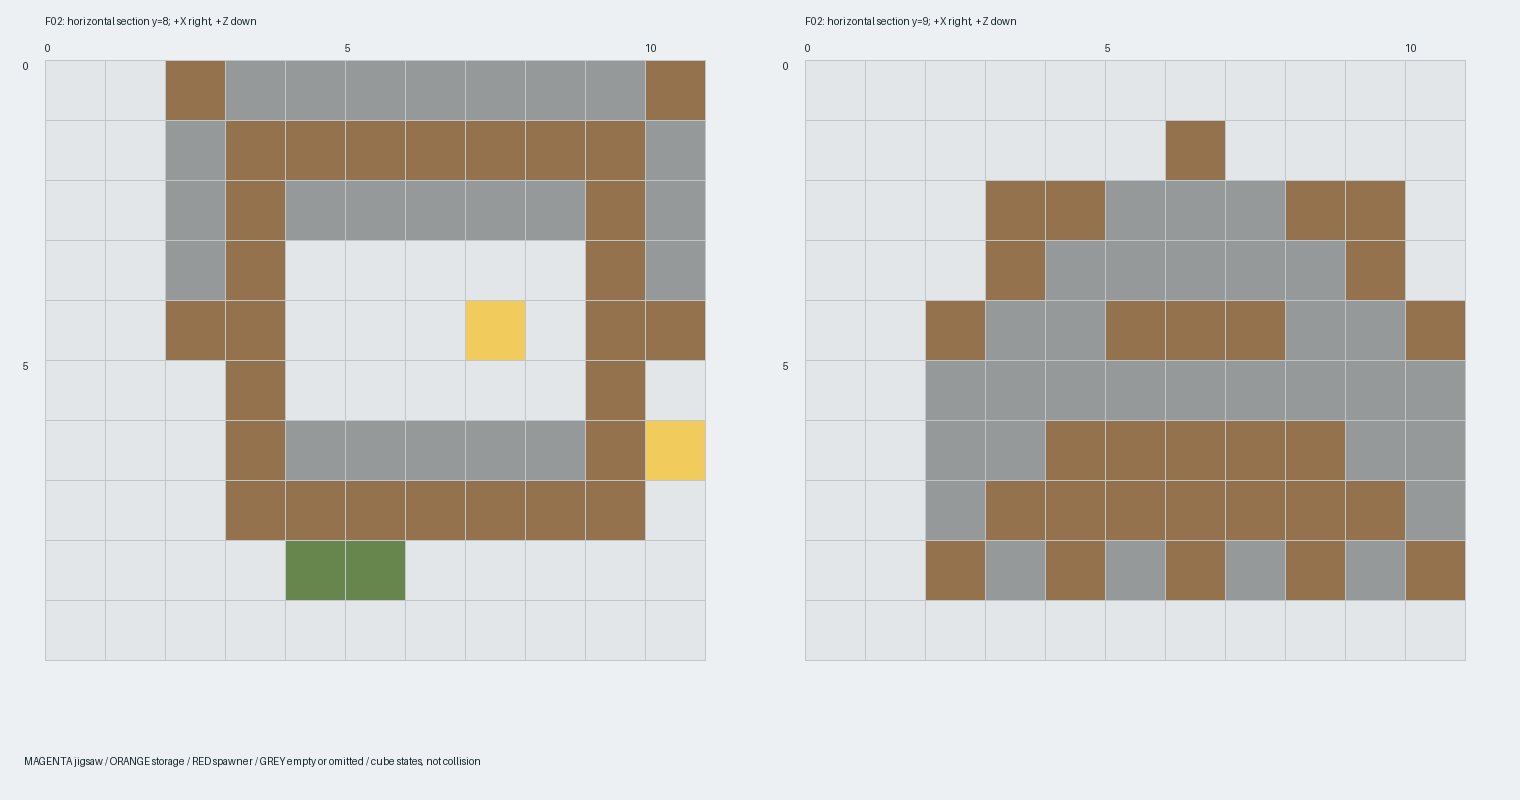 F02: horizontal section y=8; +X right, +Z down
F02: horizontal section y=9; +X right, +Z down
0 5 10
0 5 10
0
0
5
5
MAGENTA jigsaw / ORANGE storage / RED spawner / GREY empty or omitted / cube states, not collision